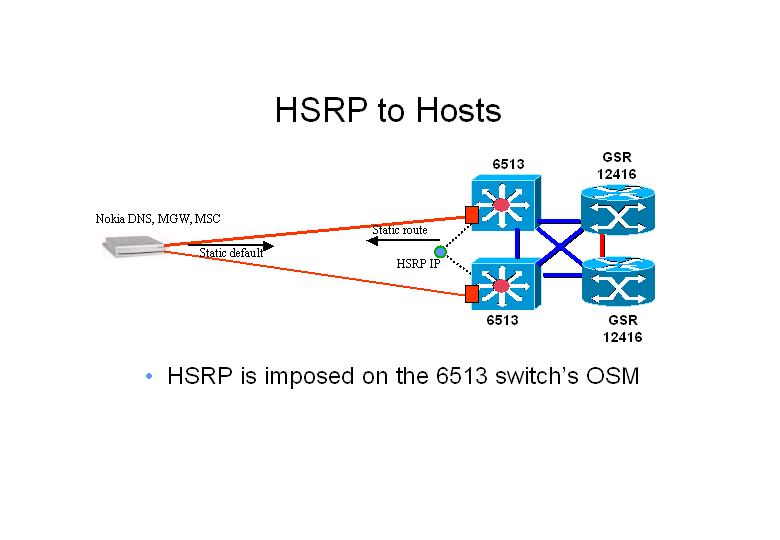 HSRP to Hosts
6513
GSR
12416
Nokia DNS, MGW, MSC
Static route
Static default
HSRP IP
6513
GSR
12416
• HSRP is imposed on the 6513 switch's OSM